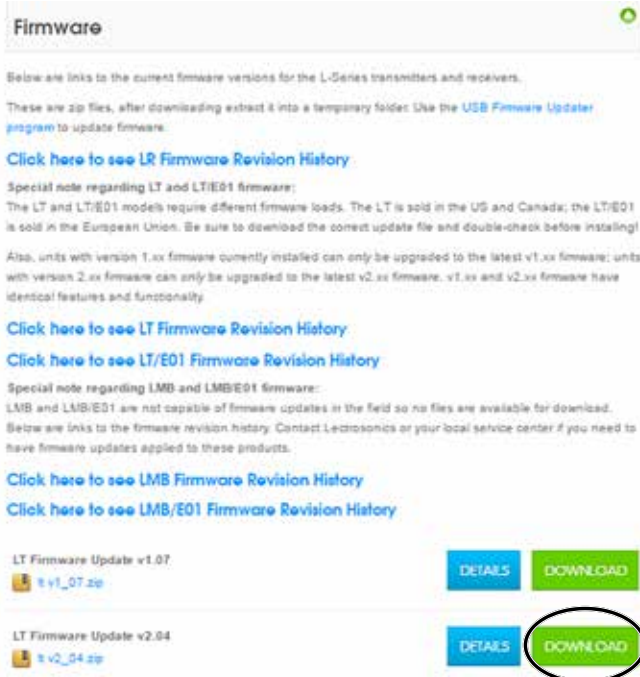 Firmware
Below are links to the current firmware versions for the L-Series transmitters and receivers.
These are zip files, after downloading extract it into a temporary folder. Use the USB Firmware Updater
program to update firmware.
Click here to see LR Firmware Revision History
Special note regarding LT and LT/E01 firmware:
The LT and LT/E01 models require different firmware loads. The LT is sold in the US and Canada; the LT/E01
is sold in the European Union. Be sure to download the correct update file and double-check before installing!
Also, units with version 1.xx firmware currently installed can only be upgraded to the latest v1.xx firmware; units
with version 2.xx firmware can only be upgraded to the latest v2.xx firmware. v1.xx and v2.xx firmware have
identical features and functionality.
Click here to see LT Firmware Revision History
Click here to see LT/E01 Firmware Revision History
Special note regarding LMB and LMB/E01 firmware:
LMB and LMB/E01 are not capable of firmware updates in the field so no files are available for download.
Below are links to the firmware revision history. Contact Lectrosonics or your local service center if you need to
have firmware updates applied to these products.
Click here to see LMB Firmware Revision History
Click here to see LMB/E01 Firmware Revision History
LT Firmware Update v1.07
lt v1_07.zip
DETAILS DOWNLOAD
LT Firmware Update v2.04
lt v2_04.zip
DETAILS DOWNLOAD